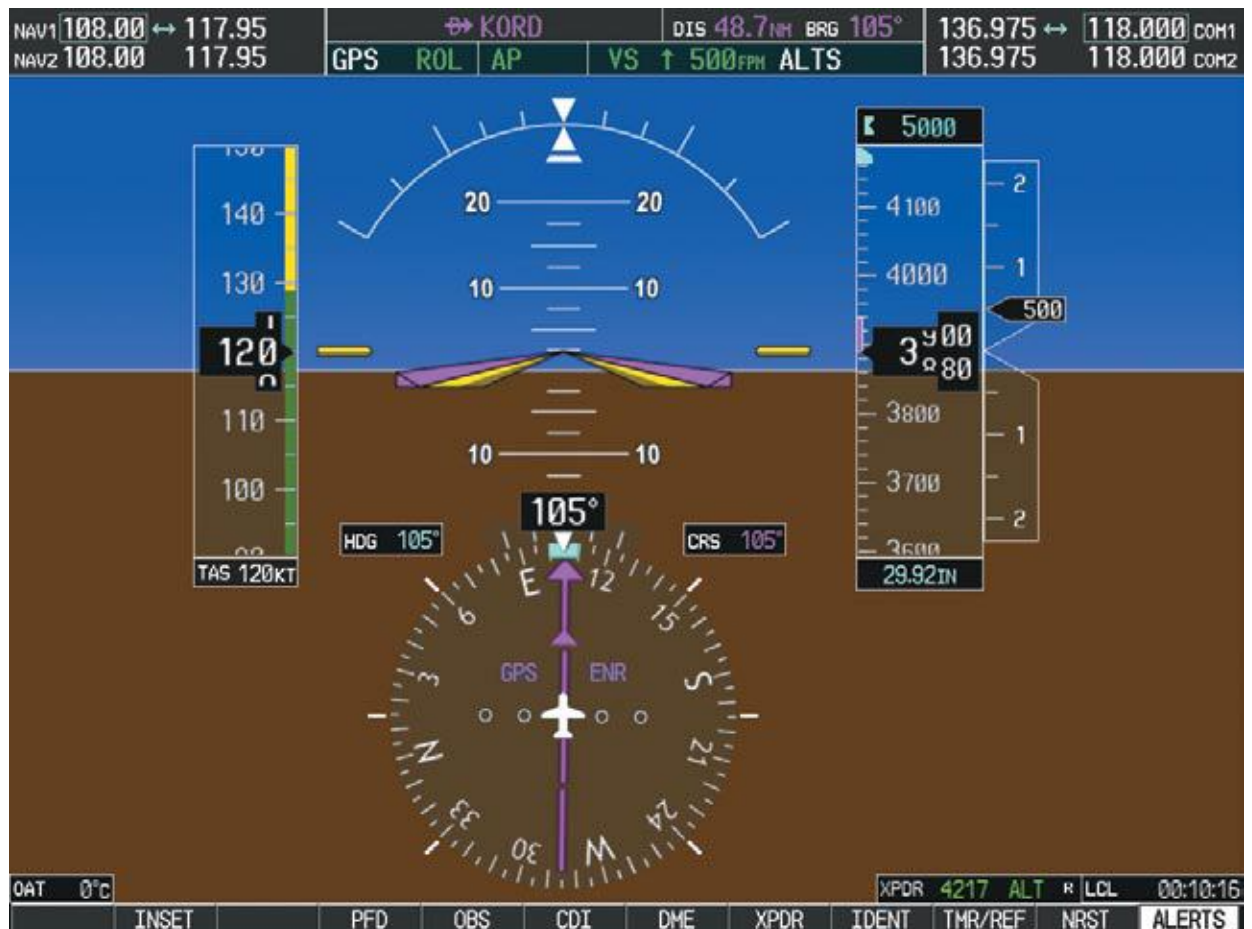 NAV1 108.00 ↔ 117.95 D→ KORD DIS 48.7NM BRG 105° 136.975 ↔ 118.000 COM1
NAV2 108.00 117.95 GPS ROL AP VS ↑ 500FPM ALTS 136.975 118.000 COM2
5000
2
20 20
4100
140
1
4000
130
10 10
500
120
3
900
80
3800
110
1
10 10
3700
100
2
105°
HDG 105°
CRS 105°
3600
TAS 120KT
29.92IN
E 12
6 15
GPS ENR
3 S
N 21
33 24
30 W
OAT 0°C XPDR 4217 ALT R LCL 00:10:16
INSET PFD OBS CDI DME XPDR IDENT TMR/REF NRST ALERTS